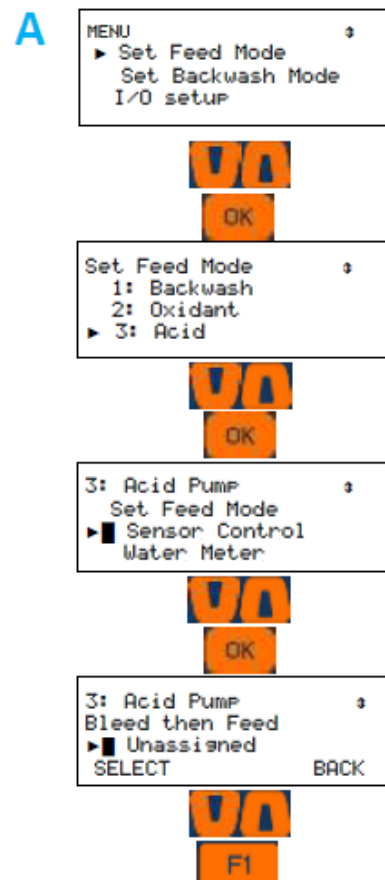 A
MENU ⇕
► Set Feed Mode
Set Backwash Mode
I/O setup
OK
Set Feed Mode ⇕
1: Backwash
2: Oxidant
► 3: Acid
OK
3: Acid Pump ⇕
Set Feed Mode
►█ Sensor Control
Water Meter
OK
3: Acid Pump ⇕
Bleed then Feed
►█ Unassigned
SELECT BACK
F1